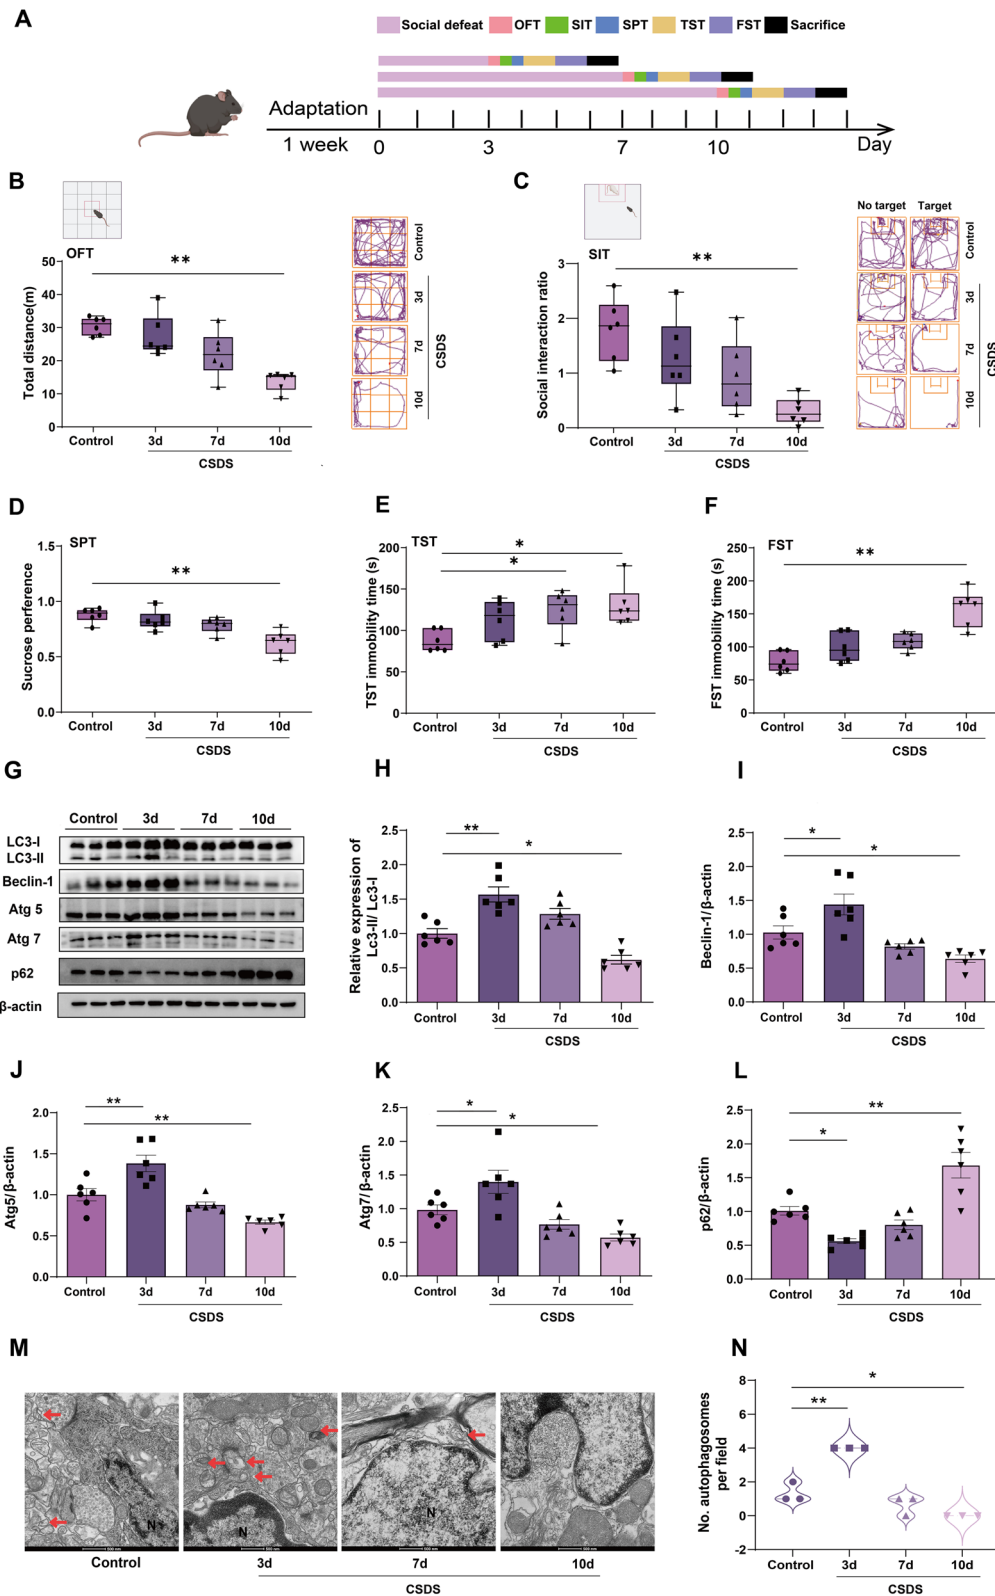 A
Social defeat OFT SIT SPT TST FST Sacrifice
Adaptation
1 week 0 3 7 10 Day
B
OFT
Total distance(m)
50
40
30
20
10
0
**
Control 3d 7d 10d
CSDS
Control
3d
7d
10d
CSDS
C
SIT
Social interaction ratio
3
2
1
0
**
Control 3d 7d 10d
CSDS
No target Target
Control
3d
7d
10d
CSDS
D
SPT
Sucrose perference
1.5
1.0
0.5
0.0
**
Control 3d 7d 10d
CSDS
E
TST
TST immobility time (s)
200
150
100
50
0
*
*
Control 3d 7d 10d
CSDS
F
FST
FST immobility time (s)
250
200
150
100
50
0
**
Control 3d 7d 10d
CSDS
G
Control 3d 7d 10d
LC3-I
LC3-II
Beclin-1
Atg 5
Atg 7
p62
β-actin
H
Relative expression of
Lc3-II/ Lc3-I
2.5
2.0
1.5
1.0
0.5
0.0
**
*
Control 3d 7d 10d
CSDS
I
Beclin-1/β-actin
2.5
2.0
1.5
1.0
0.5
0.0
*
*
Control 3d 7d 10d
CSDS
J
Atg5/β-actin
2.0
1.5
1.0
0.5
0.0
**
**
Control 3d 7d 10d
CSDS
K
Atg7/β-actin
2.5
2.0
1.5
1.0
0.5
0.0
*
*
Control 3d 7d 10d
CSDS
L
p62/β-actin
2.5
2.0
1.5
1.0
0.5
0.0
**
*
Control 3d 7d 10d
CSDS
M
N N N
500 nm 500 nm 500 nm 500 nm
Control 3d 7d 10d
CSDS
N
No. autophagosomes
per field
8
6
4
2
0
-2
*
**
Control 3d 7d 10d
CSDS